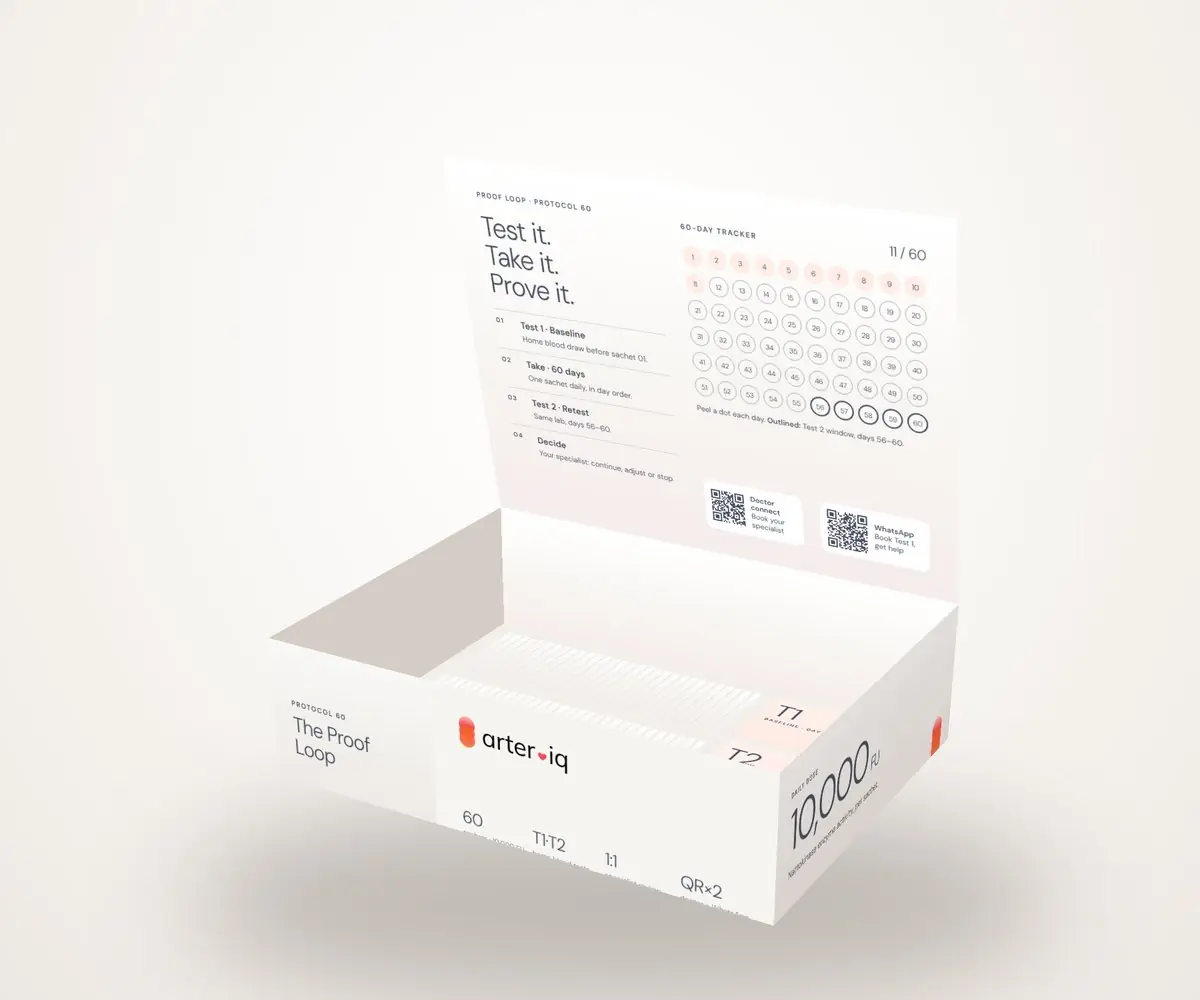 PROOF LOOP · PROTOCOL 60
Test it.
Take it.
Prove it.
01 Test 1 · Baseline
Home blood draw before sachet 01.
02 Take · 60 days
One sachet daily, in day order.
03 Test 2 · Retest
Same lab, days 56–60.
04 Decide
Your specialist: continue, adjust or stop.
60-DAY TRACKER
11 / 60
1 2 3 4 5 6 7 8 9 10
11 12 13 14 15 16 17 18 19 20
21 22 23 24 25 26 27 28 29 30
31 32 33 34 35 36 37 38 39 40
41 42 43 44 45 46 47 48 49 50
51 52 53 54 55 56 57 58 59 60
Peel a dot each day. Outlined: Test 2 window, days 56–60.
Doctor
connect
Book your
specialist
WhatsApp
Book Test 1,
get help
T1
BASELINE · DAY
T2
PROTOCOL 60
The Proof
Loop
arter iq
60
T1·T2
1:1
QR×2
DAILY DOSE
10,000 FU
Nattokinase enzyme activity, per sachet